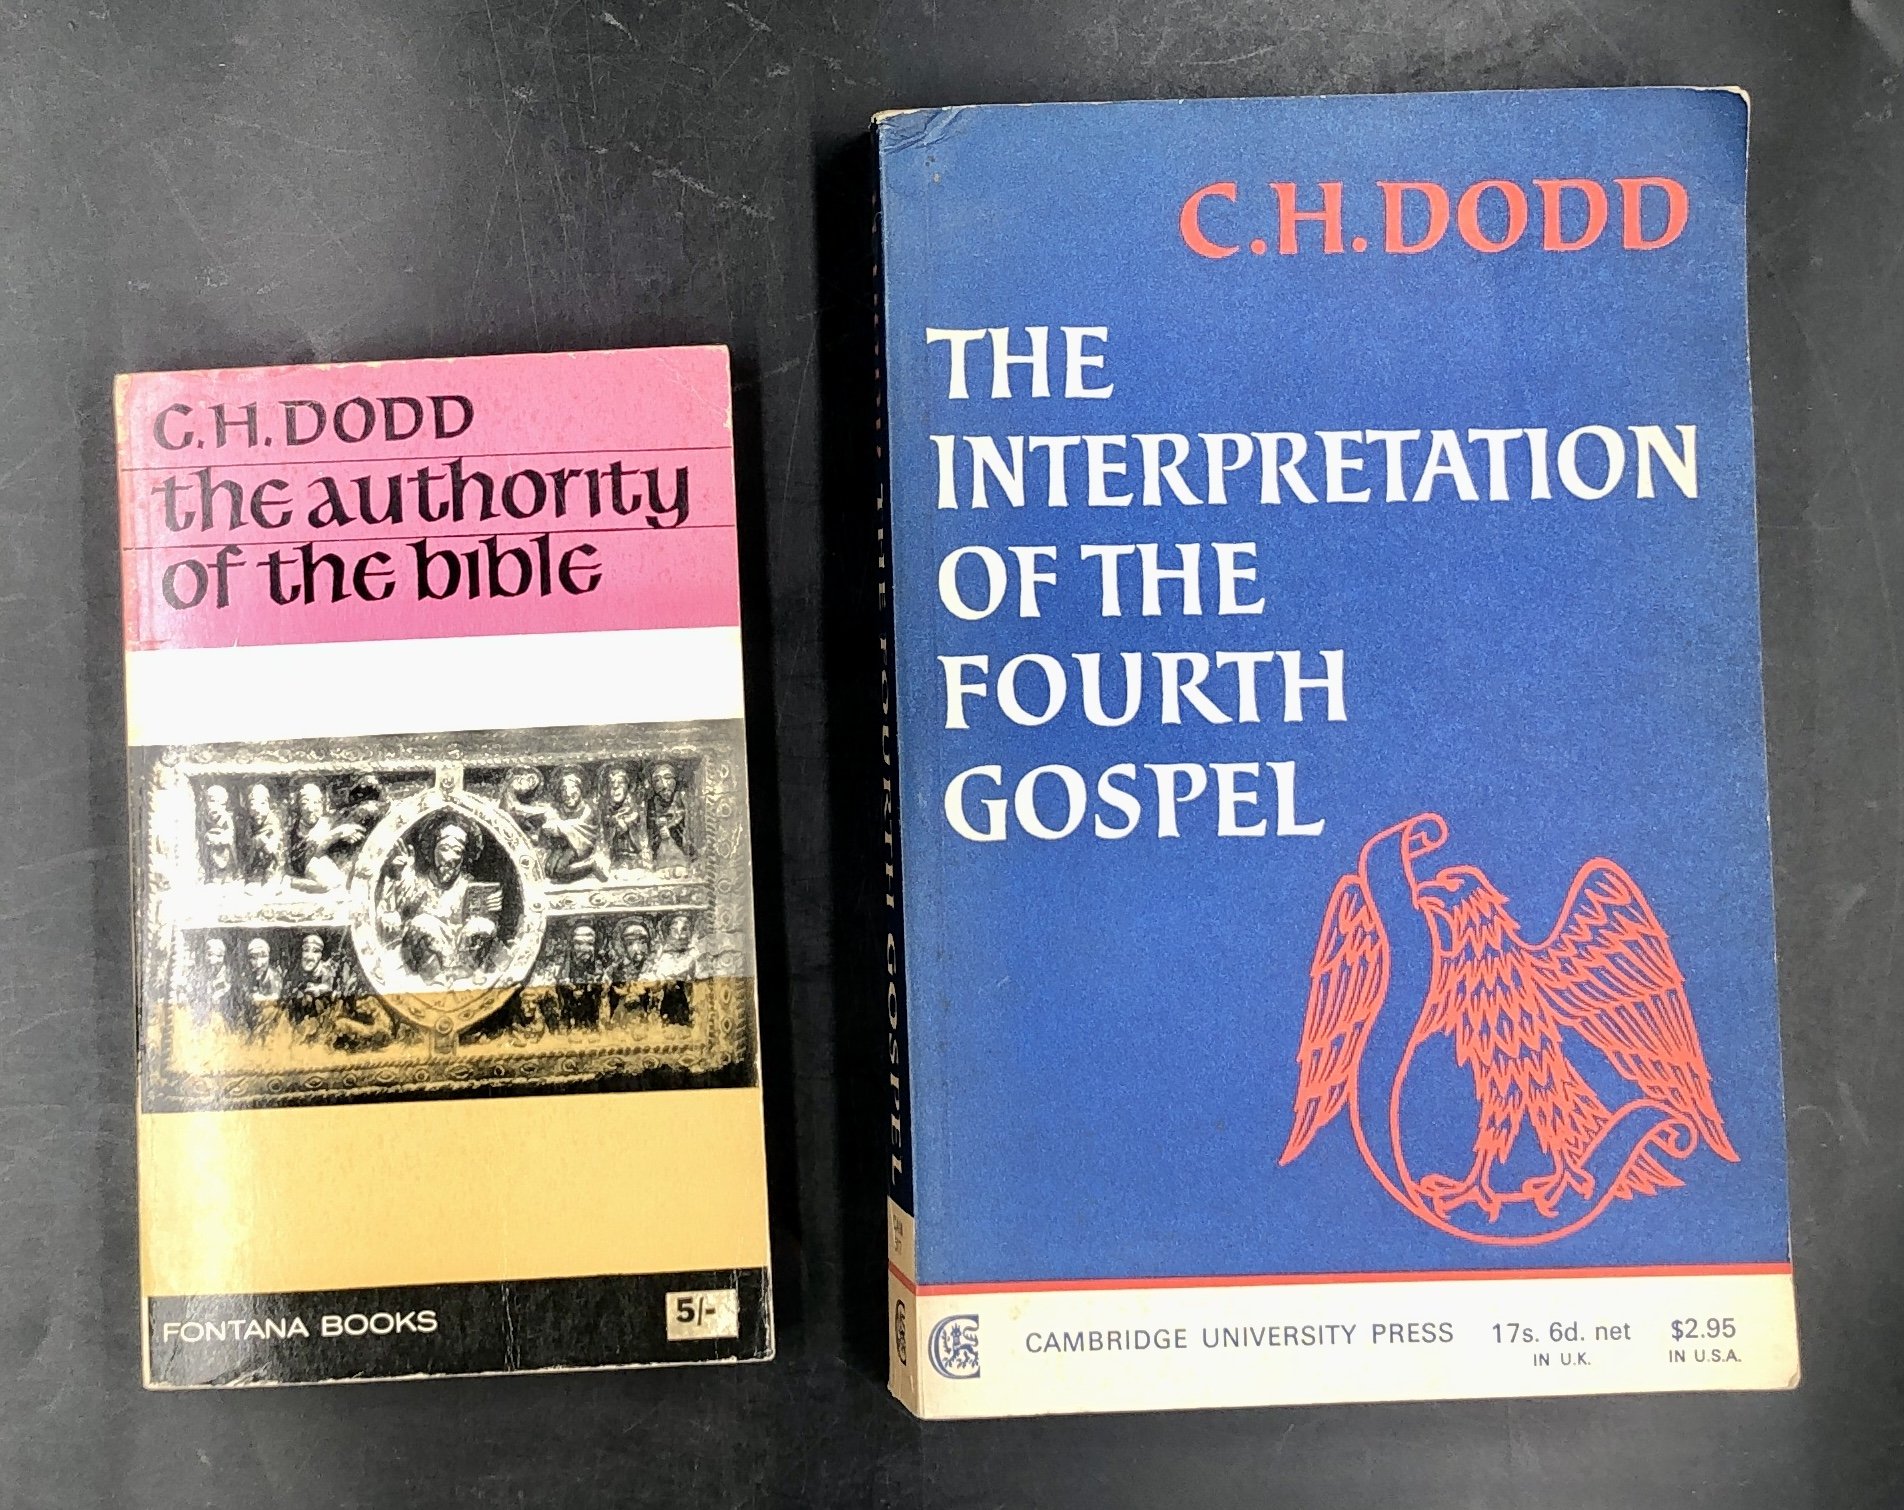 C.H.DODD
the authority
of the bible
FONTANA BOOKS
5/-
C.H.DODD
THE
INTERPRETATION
OF THE
FOURTH
GOSPEL
CAMBRIDGE UNIVERSITY PRESS
17s. 6d. net
IN U.K.
$2.95
IN U.S.A.
THE FOURTH GOSPEL